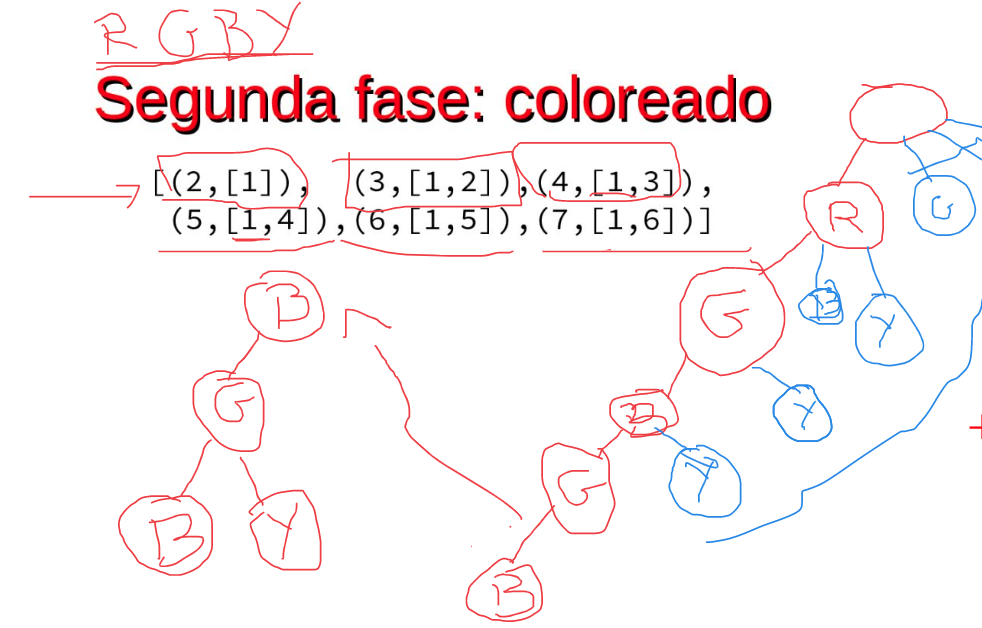 R G B Y
Segunda fase: coloreado
[(2,[1]), (3,[1,2]),(4,[1,3]),
(5,[1,4]),(6,[1,5]),(7,[1,6])]
R
G
B
G
B
Y
G
B
Y
Y
B
Y
G
B